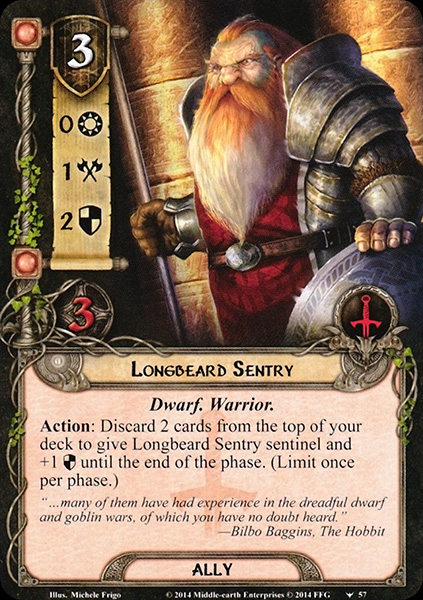 3
0
1
2
3
LONGBEARD SENTRY
Dwarf. Warrior.
Action: Discard 2 cards from the top of your
deck to give Longbeard Sentry sentinel and
+1 until the end of the phase. (Limit once
per phase.)
“…many of them have had experience in the dreadful dwarf
and goblin wars, of which you have no doubt heard.”
—Bilbo Baggins, The Hobbit
ALLY
Illus. Michele Frigo © 2014 Middle-earth Enterprises © 2014 FFG 57